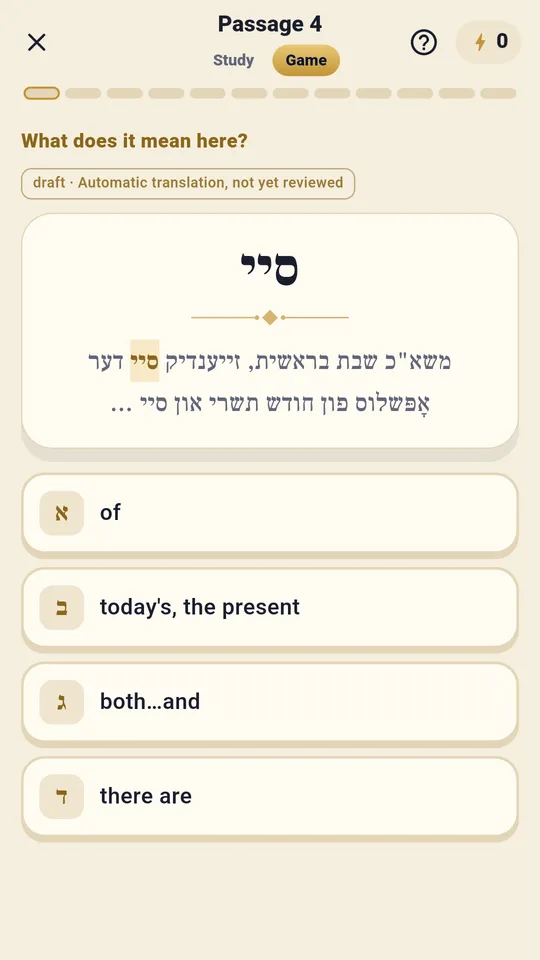 Passage 4
Study Game
0
What does it mean here?
draft · Automatic translation, not yet reviewed
סיי
משא"כ שבת בראשית, זייענדיק סיי דער
אָפּשלוס פון חודש תשרי און סיי ...
א of
ב today's, the present
ג both...and
ד there are